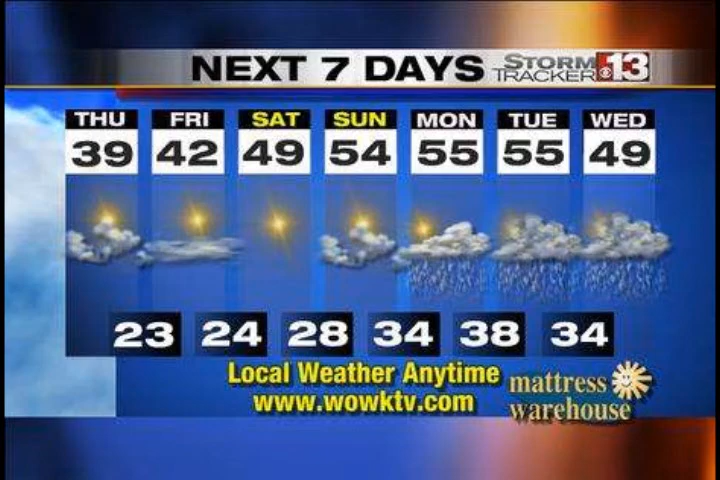 NEXT 7 DAYS STORM TRACKER 13
THU FRI SAT SUN MON TUE WED
39 42 49 54 55 55 49
23 24 28 34 38 34
Local Weather Anytime
www.wowktv.com
mattress
warehouse